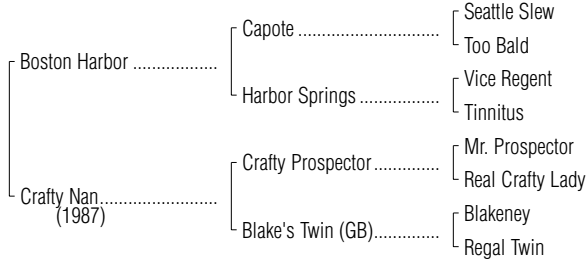 Seattle Slew
Capote ................................
Too Bald
Boston Harbor ...................
Vice Regent
Harbor Springs ..................
Tinnitus
Mr. Prospector
Crafty Prospector...............
Real Crafty Lady
Crafty Nan...........................
(1987)
Blakeney
Blake's Twin (GB)...............
Regal Twin